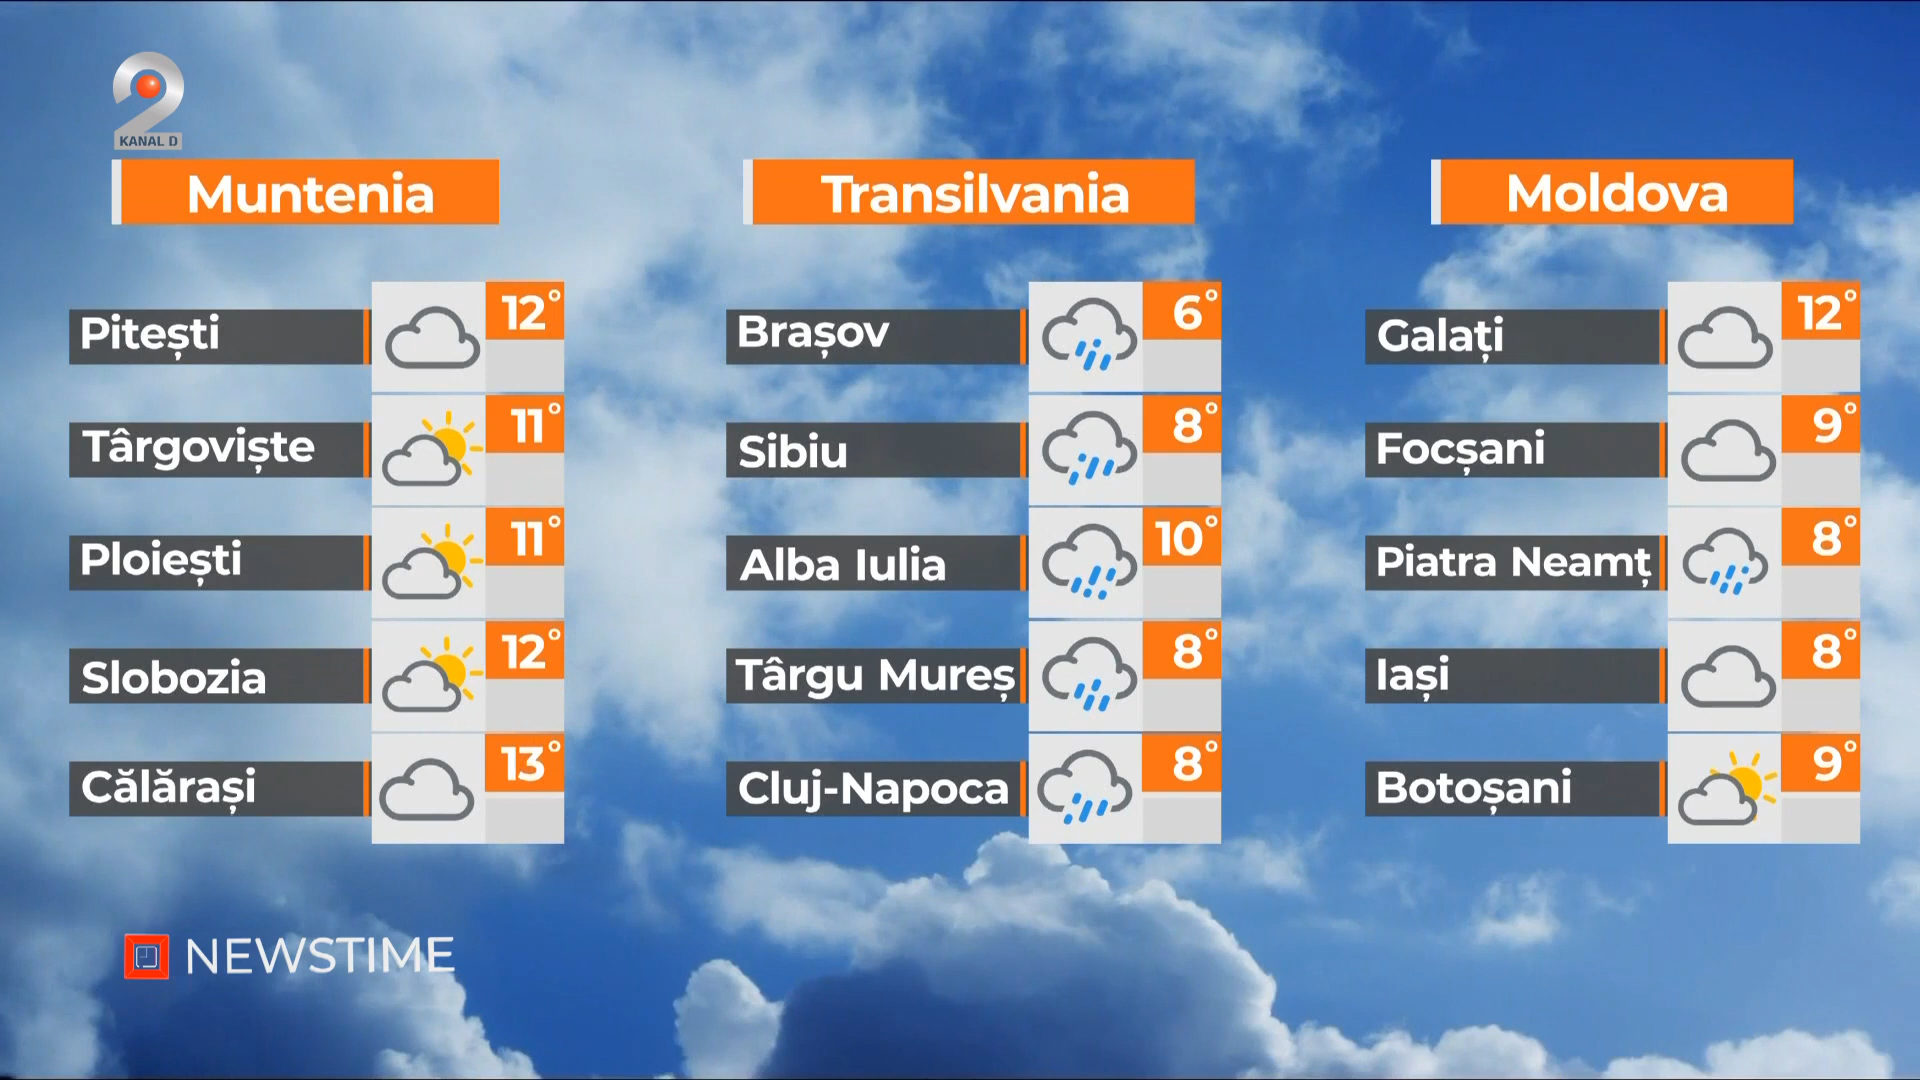 KANAL D
Muntenia
Pitești 12°
Târgoviște 11°
Ploiești 11°
Slobozia 12°
Călărași 13°
Transilvania
Brașov 6°
Sibiu 8°
Alba Iulia 10°
Târgu Mureș 8°
Cluj-Napoca 8°
Moldova
Galați 12°
Focșani 9°
Piatra Neamț 8°
Iași 8°
Botoșani 9°
NEWSTIME